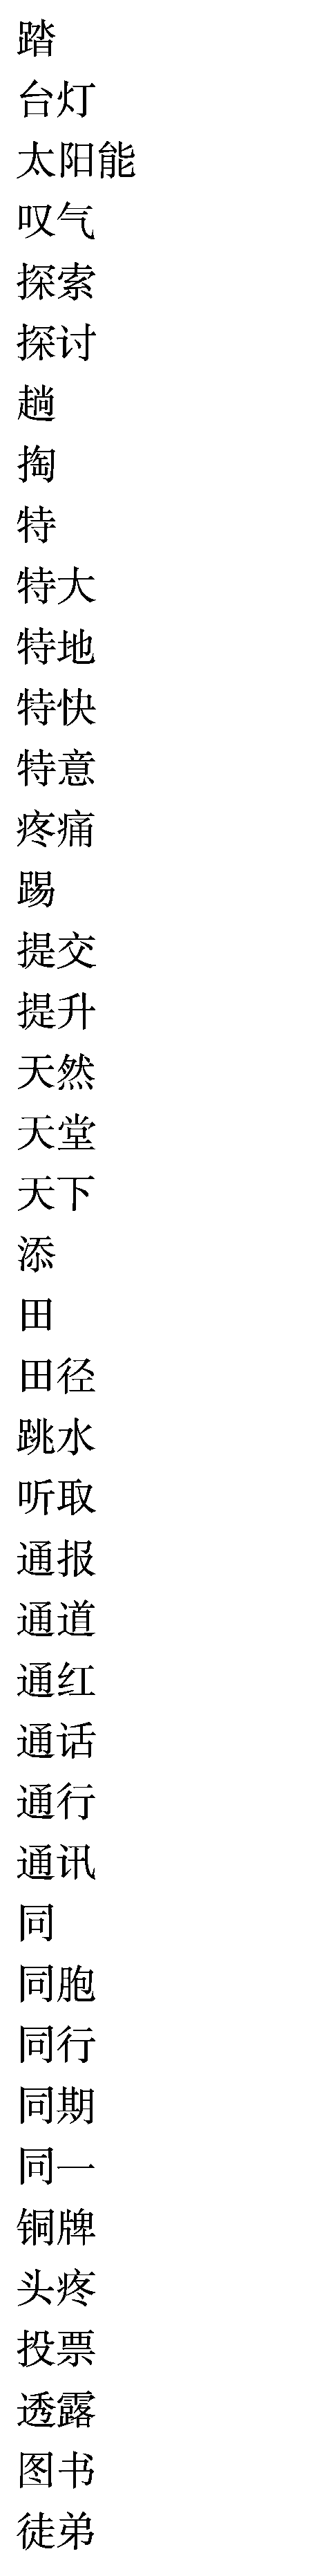 踏
台灯
太阳能
叹气
探索
探讨
趟
掏
特
特大
特地
特快
特意
疼痛
踢
提交
提升
天然
天堂
天下
添
田
田径
跳水
听取
通报
通道
通红
通话
通行
通讯
同
同胞
同行
同期
同一
铜牌
头疼
投票
透露
图书
徒弟